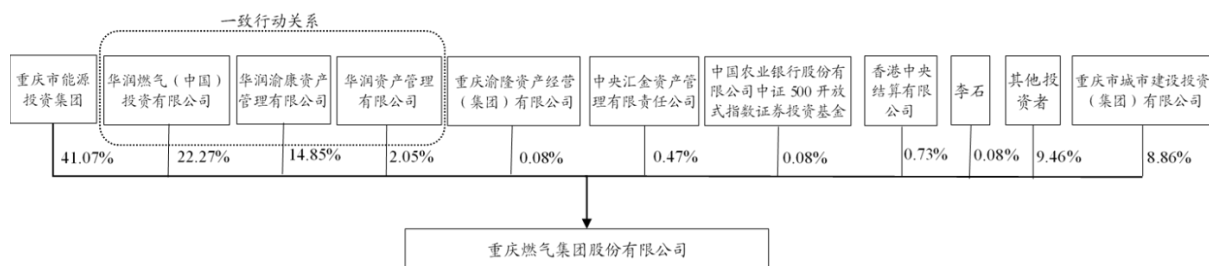 一致行动关系
重庆市能源
投资集团
华润燃气（中国）
投资有限公司
华润渝康资产
管理有限公司
华润资产管理
有限公司
重庆渝隆资产经营
（集团）有限公司
中央汇金资产管
理有限责任公司
中国农业银行股份有
限公司中证 500 开放
式指数证券投资基金
香港中央
结算有限
公司
李石
其他投
资者
重庆市城市建设投资
（集团）有限公司
41.07%
22.27%
14.85%
2.05%
0.08%
0.47%
0.08%
0.73%
0.08%
9.46%
8.86%
重庆燃气集团股份有限公司